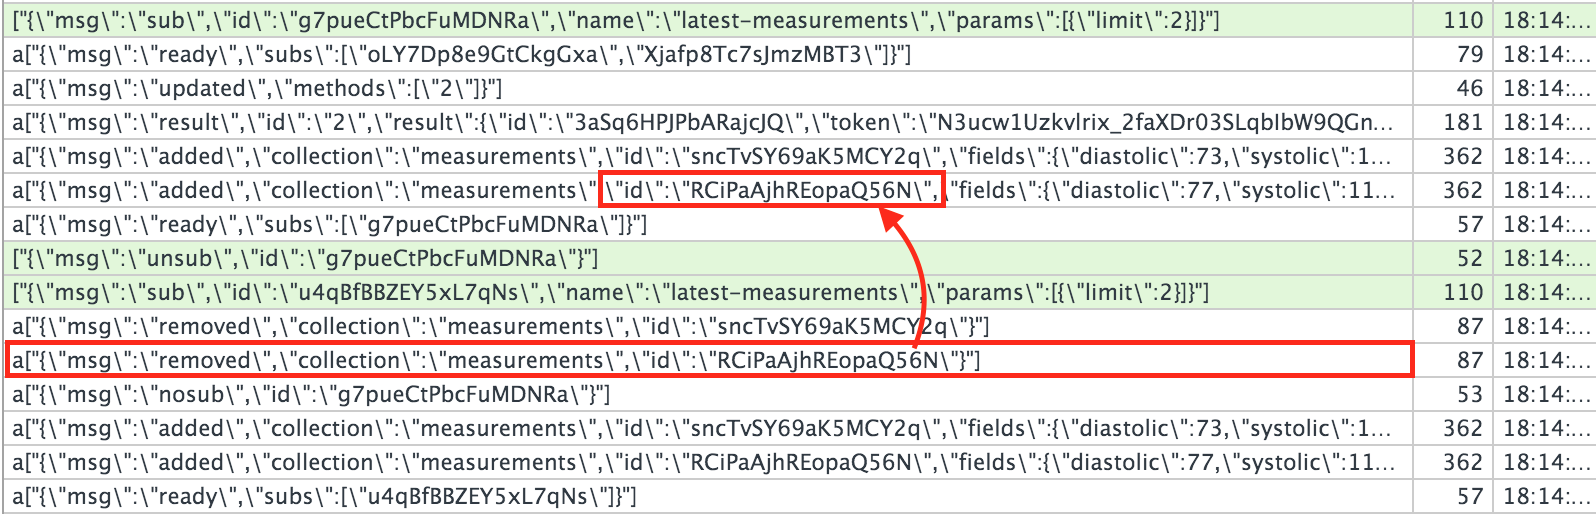 ["{\"msg\":\"sub\",\"id\":\"g7pueCtPbcFuMDNRa\",\"name\":\"latest-measurements\",\"params\":[{\"limit\":2}]}"] 110 18:14:...
a["{\"msg\":\"ready\",\"subs\":[\"oLY7Dp8e9GtCkgGxa\",\"Xjafp8Tc7sJmzMBT3\"]}"] 79 18:14:...
a["{\"msg\":\"updated\",\"methods\":[\"2\"]}"] 46 18:14:...
a["{\"msg\":\"result\",\"id\":\"2\",\"result\":{\"id\":\"3aSq6HPJPbARajcJQ\",\"token\":\"N3ucw1UzkvIrix_2faXDr03SLqbIbW9QGn... 181 18:14:...
a["{\"msg\":\"added\",\"collection\":\"measurements\",\"id\":\"sncTvSY69aK5MCY2q\",\"fields\":{\"diastolic\":73,\"systolic\":1... 362 18:14:...
a["{\"msg\":\"added\",\"collection\":\"measurements\",\"id\":\"RCiPaAjhREopaQ56N\",\"fields\":{\"diastolic\":77,\"systolic\":11... 362 18:14:...
a["{\"msg\":\"ready\",\"subs\":[\"g7pueCtPbcFuMDNRa\"]}"] 57 18:14:...
["{\"msg\":\"unsub\",\"id\":\"g7pueCtPbcFuMDNRa\"}"] 52 18:14:...
["{\"msg\":\"sub\",\"id\":\"u4qBfBBZEY5xL7qNs\",\"name\":\"latest-measurements\",\"params\":[{\"limit\":2}]}"] 110 18:14:...
a["{\"msg\":\"removed\",\"collection\":\"measurements\",\"id\":\"sncTvSY69aK5MCY2q\"}"] 87 18:14:...
a["{\"msg\":\"removed\",\"collection\":\"measurements\",\"id\":\"RCiPaAjhREopaQ56N\"}"] 87 18:14:...
a["{\"msg\":\"nosub\",\"id\":\"g7pueCtPbcFuMDNRa\"}"] 53 18:14:...
a["{\"msg\":\"added\",\"collection\":\"measurements\",\"id\":\"sncTvSY69aK5MCY2q\",\"fields\":{\"diastolic\":73,\"systolic\":1... 362 18:14:...
a["{\"msg\":\"added\",\"collection\":\"measurements\",\"id\":\"RCiPaAjhREopaQ56N\",\"fields\":{\"diastolic\":77,\"systolic\":11... 362 18:14:...
a["{\"msg\":\"ready\",\"subs\":[\"u4qBfBBZEY5xL7qNs\"]}"] 57 18:14:...